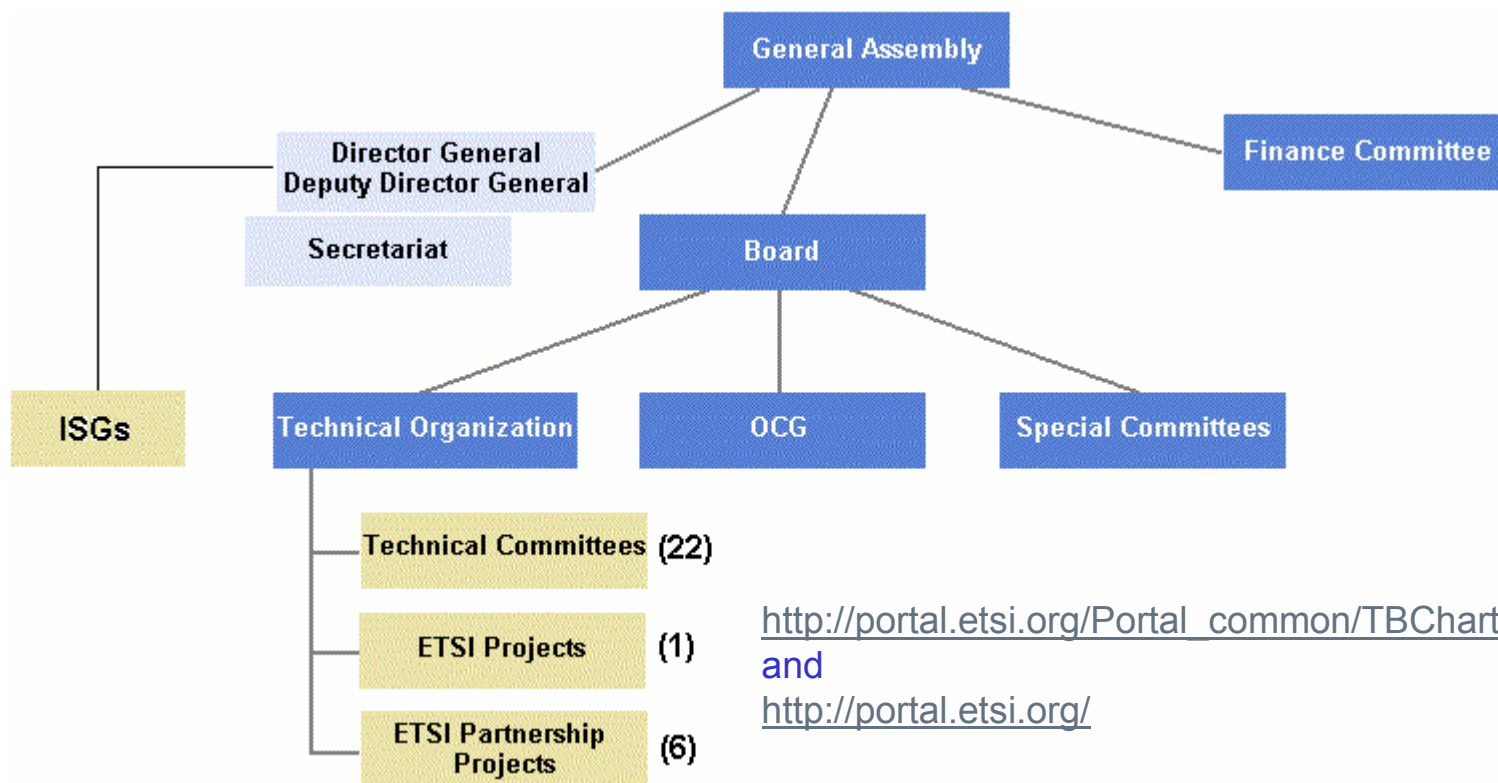 General Assembly
Director General
Deputy Director General
Finance Committee
Secretariat
Board
ISGs
Technical Organization
OCG
Special Committees
Technical Committees (22)
ETSI Projects (1)
ETSI Partnership
Projects
(6)
http://portal.etsi.org/Portal_common/TBChart
and
http://portal.etsi.org/